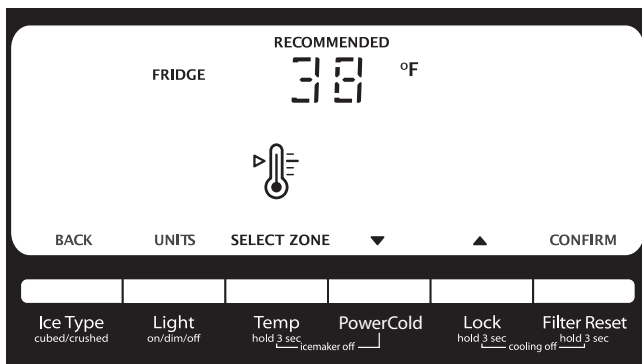 RECOMMENDED
FRIDGE 38 °F
BACK UNITS SELECT ZONE ▼ ▲ CONFIRM
Ice Type Light Temp PowerCold Lock Filter Reset
cubed/crushed on/dim/off hold 3 sec hold 3 sec hold 3 sec
icemaker off cooling off